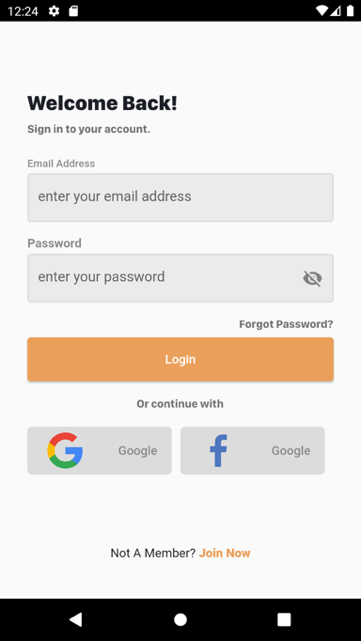 12:24
Welcome Back!
Sign in to your account.
Email Address
enter your email address
Password
enter your password
Forgot Password?
Login
Or continue with
Google Google
Not A Member? Join Now